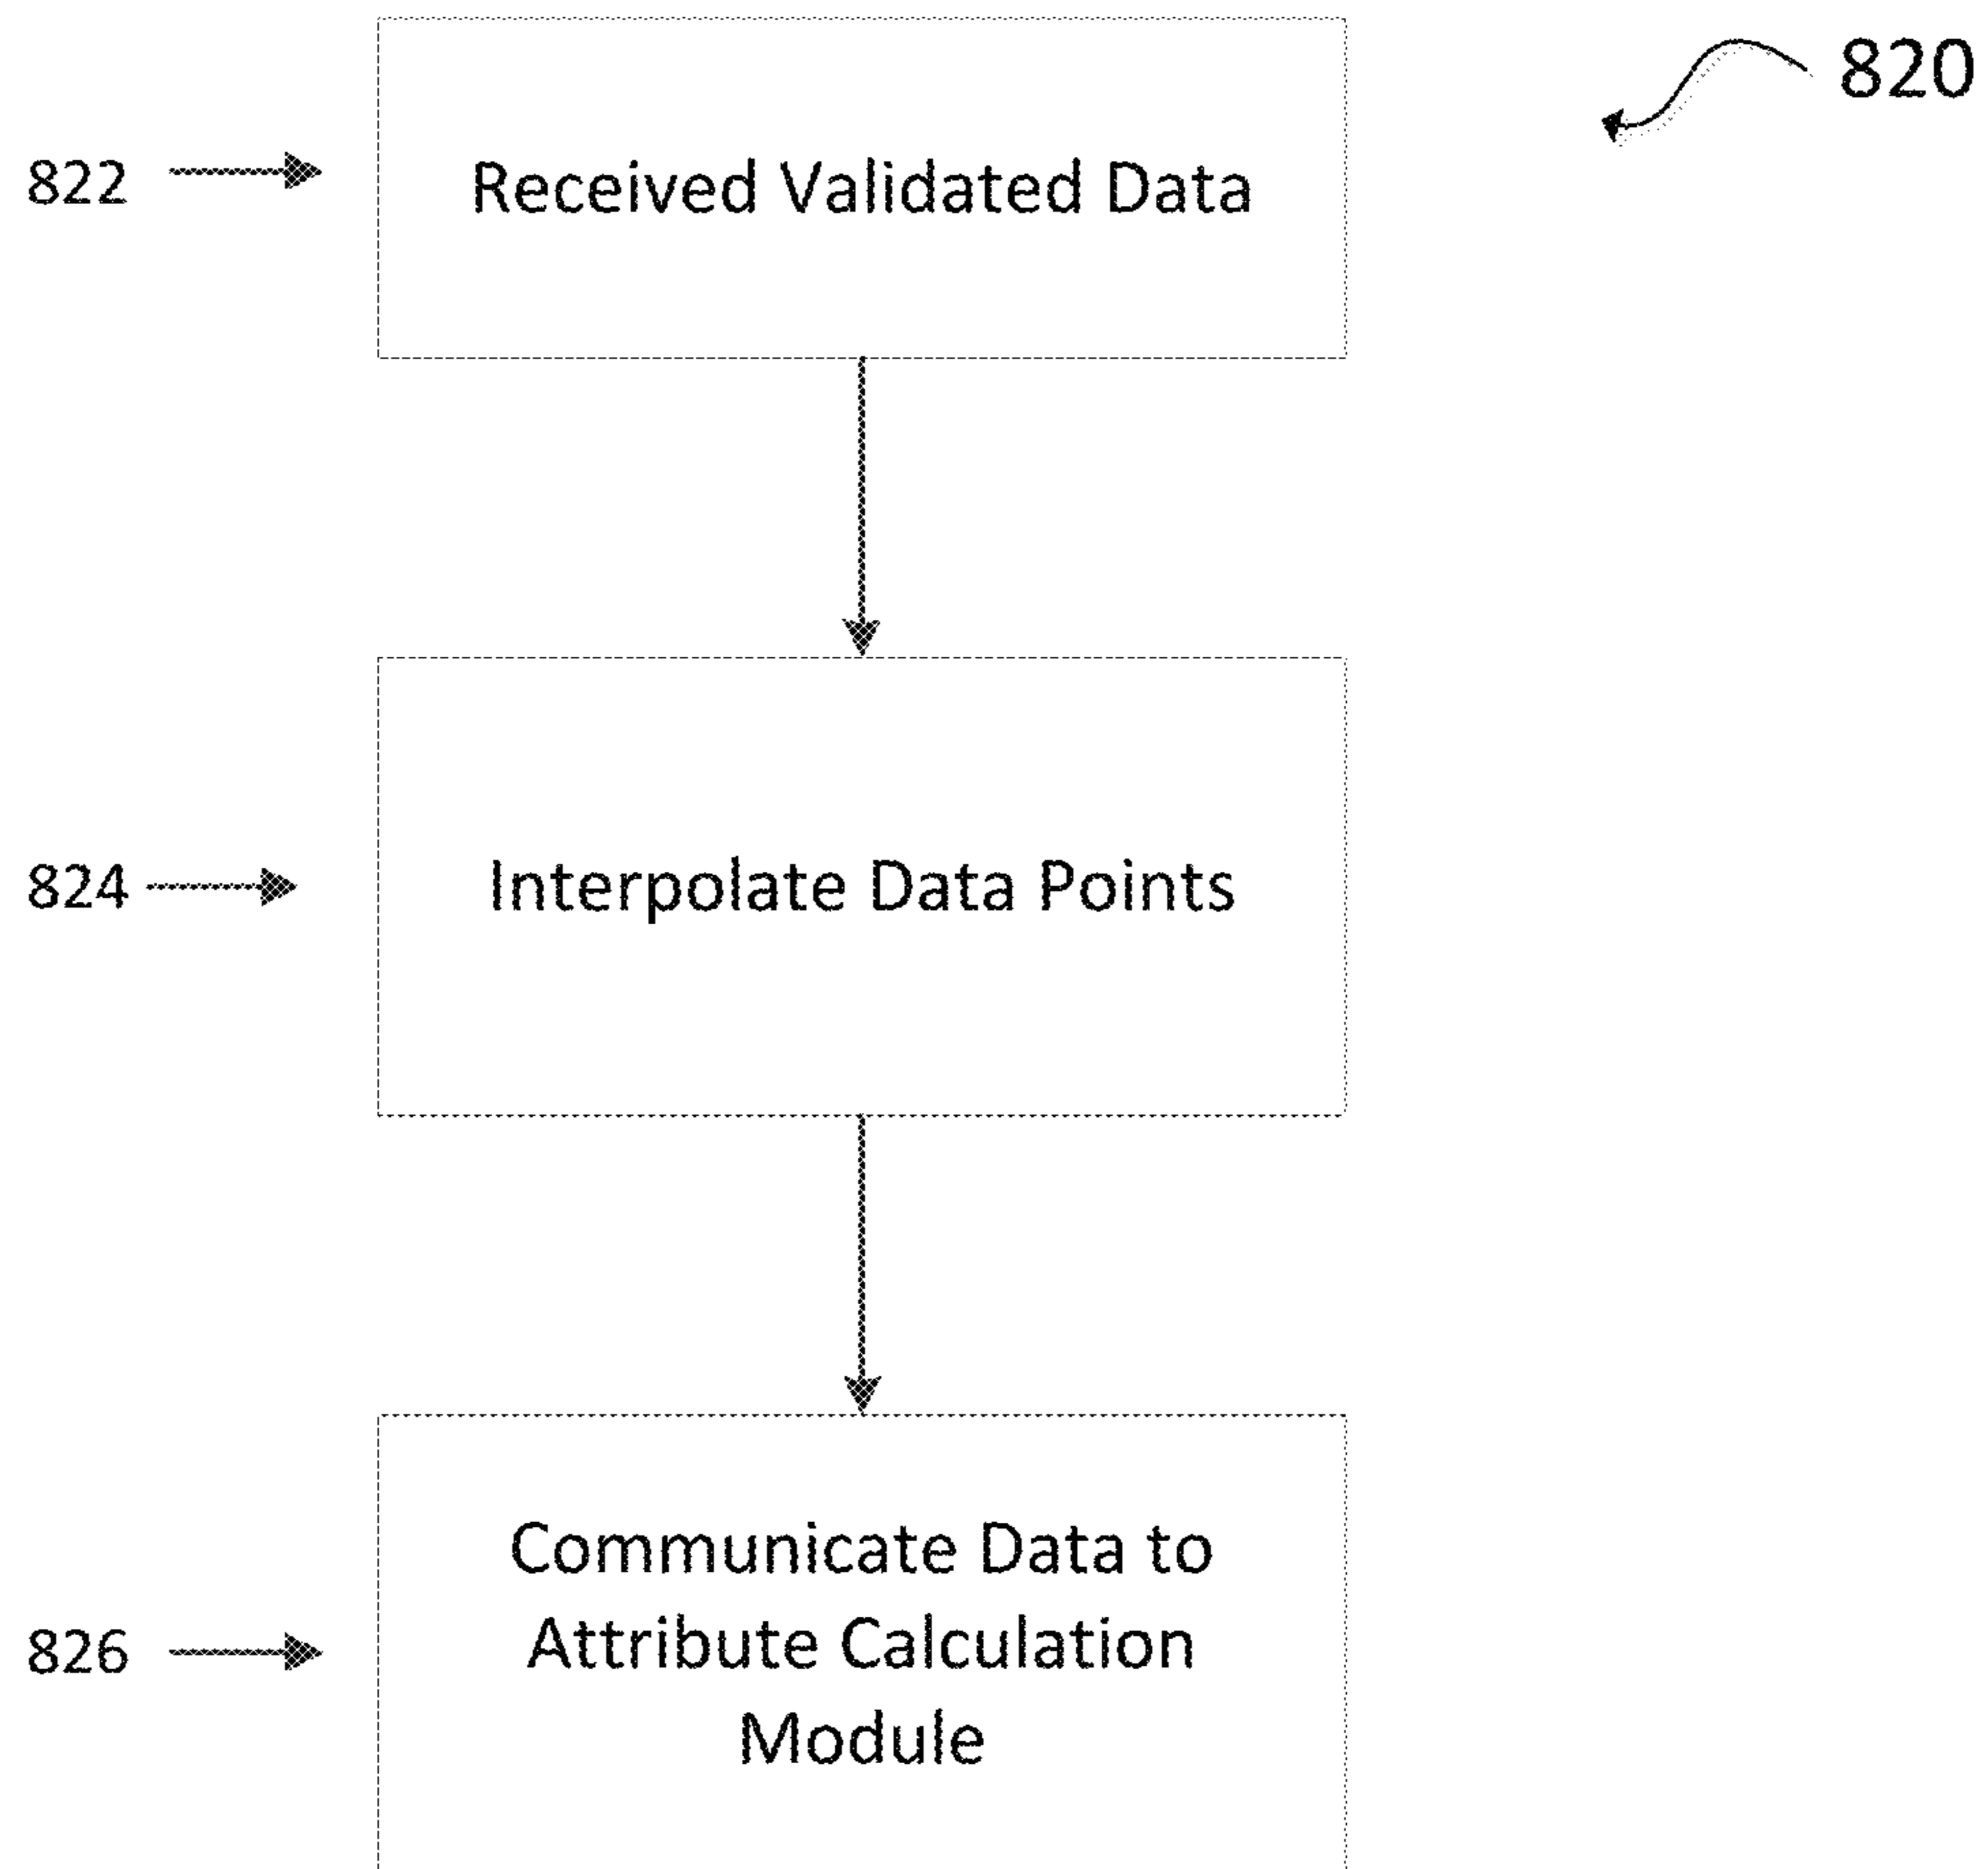 820
822
Received Validated Data
824
Interpolate Data Points
826
Communicate Data to
Attribute Calculation
Module